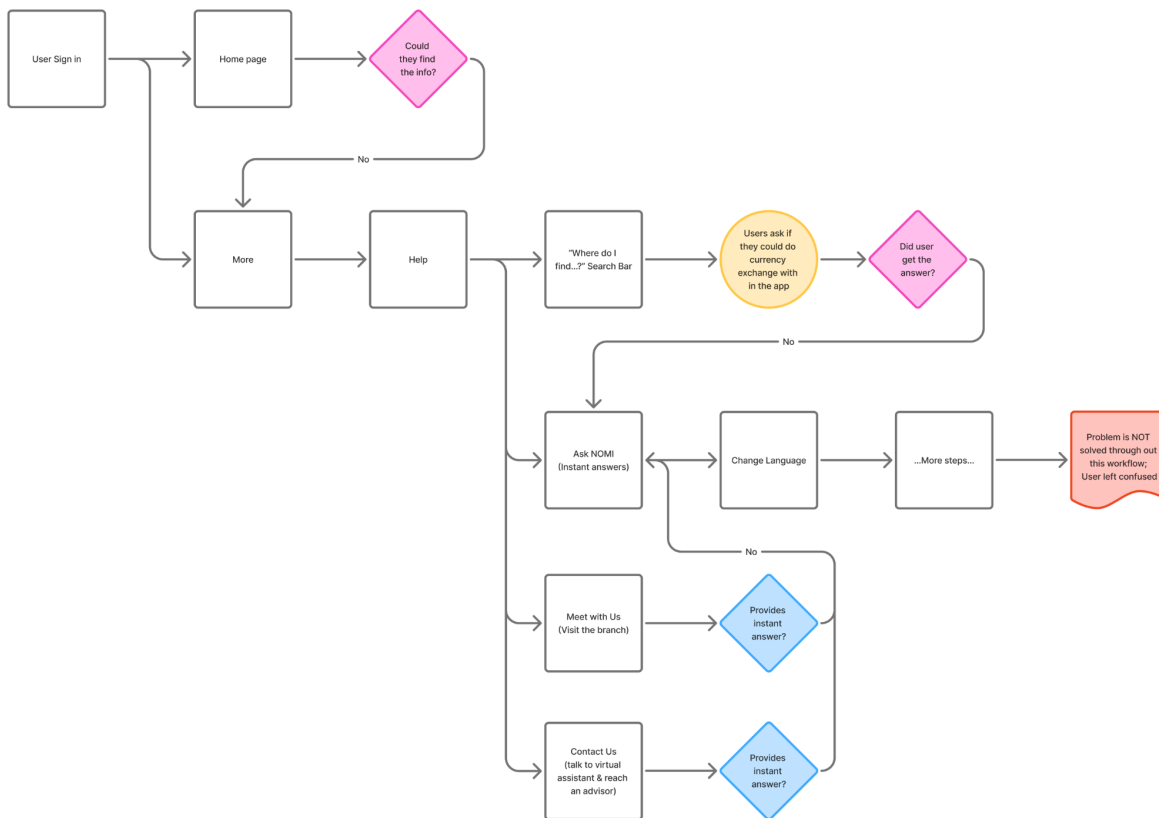 User Sign in
Home page
Could
they find
the info?
No
More
Help
"Where do I
find...?" Search Bar
Users ask if
they could do
currency
exchange with
in the app
Did user
get the
answer?
No
Ask NOMI
(Instant answers)
Change Language
...More steps...
Problem is NOT
solved through out
this workflow;
User left confused
No
Meet with Us
(Visit the branch)
Provides
instant
answer?
Contact Us
(talk to virtual
assistant & reach
an advisor)
Provides
instant
answer?